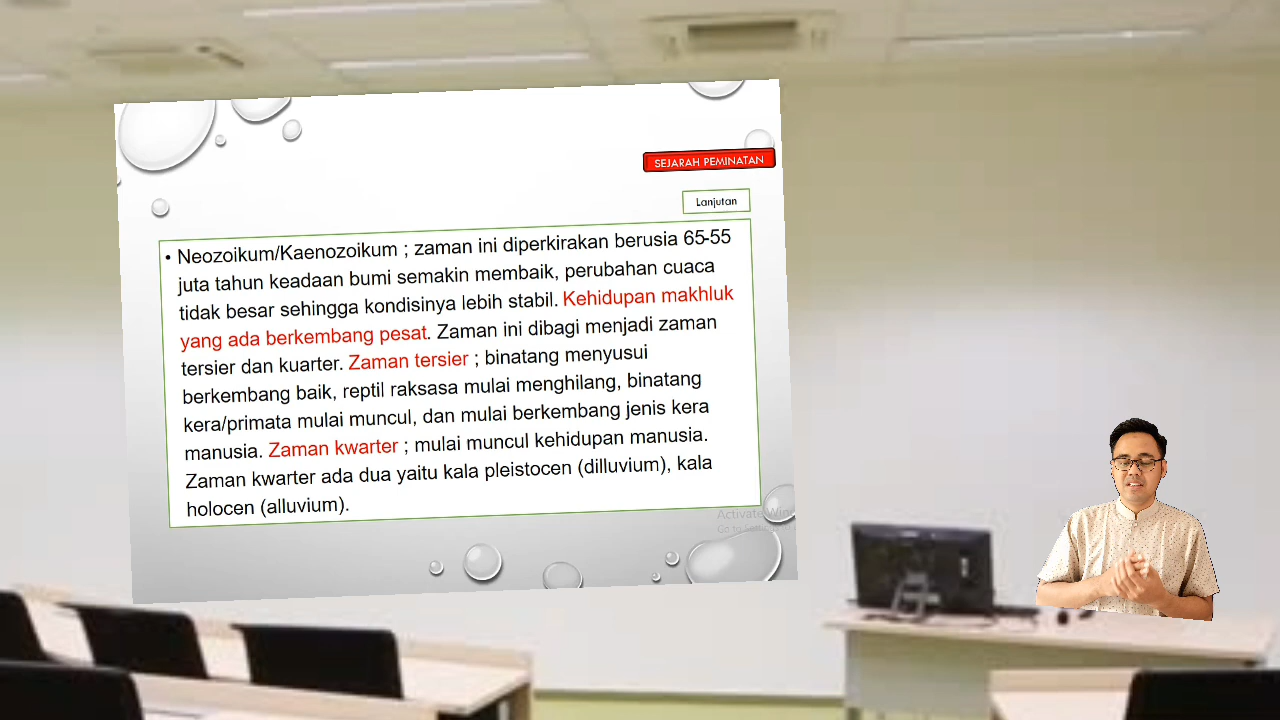 SEJARAH PEMINATAN
Lanjutan
• Neozoikum/Kaenozoikum ; zaman ini diperkirakan berusia 65-55
juta tahun keadaan bumi semakin membaik, perubahan cuaca
tidak besar sehingga kondisinya lebih stabil. Kehidupan makhluk
yang ada berkembang pesat. Zaman ini dibagi menjadi zaman
tersier dan kuarter. Zaman tersier ; binatang menyusui
berkembang baik, reptil raksasa mulai menghilang, binatang
kera/primata mulai muncul, dan mulai berkembang jenis kera
manusia. Zaman kwarter ; mulai muncul kehidupan manusia.
Zaman kwarter ada dua yaitu kala pleistocen (dilluvium), kala
holocen (alluvium).
Activate Win
Go to